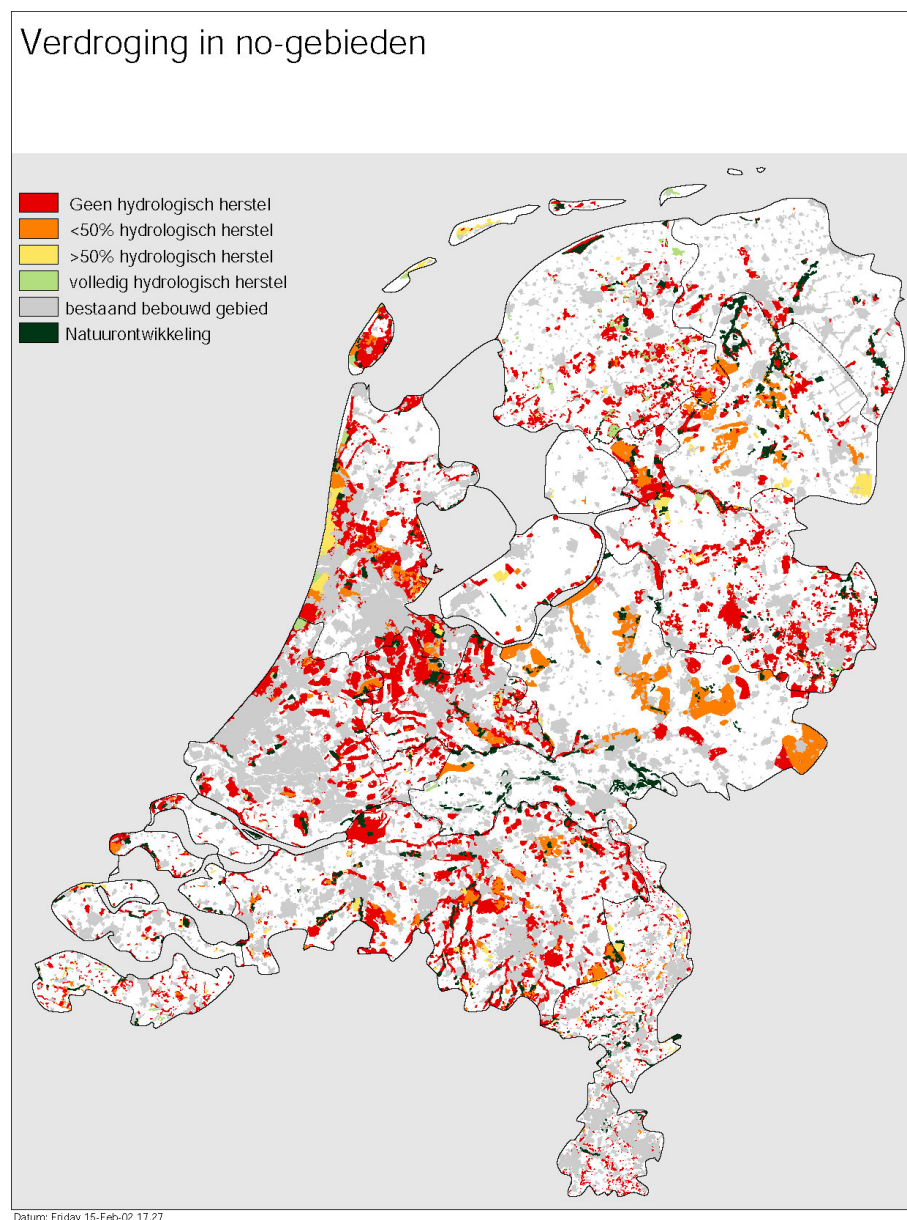 Verdroging in no-gebieden
Geen hydrologisch herstel
<50% hydrologisch herstel
>50% hydrologisch herstel
volledig hydrologisch herstel
bestaand bebouwd gebied
Natuurontwikkeling
Datum: Friday 15-Feb-02 17.27